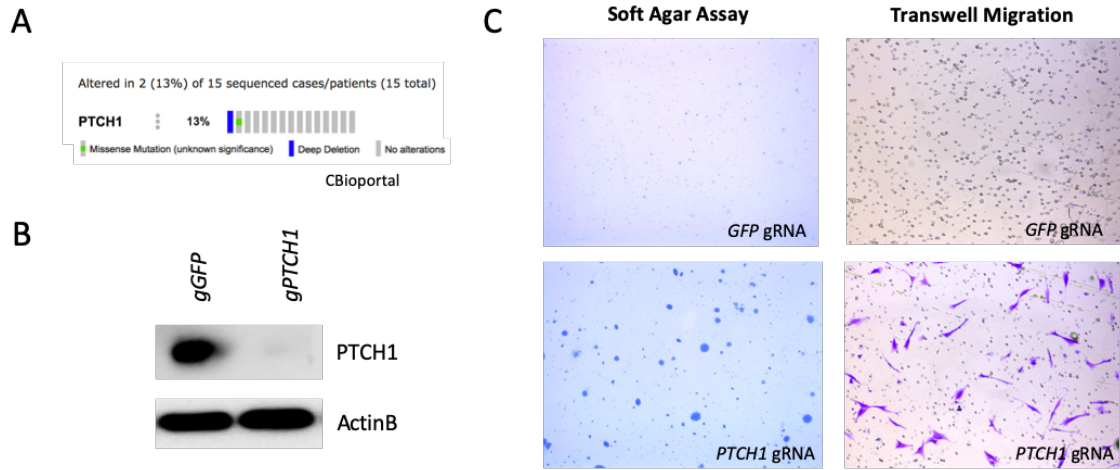 A
Altered in 2 (13%) of 15 sequenced cases/patients (15 total)
PTCH1 13%
Missense Mutation (unknown significance) Deep Deletion No alterations
CBioportal
B
gGFP gPTCH1
PTCH1
ActinB
C
Soft Agar Assay Transwell Migration
GFP gRNA GFP gRNA
PTCH1 gRNA PTCH1 gRNA